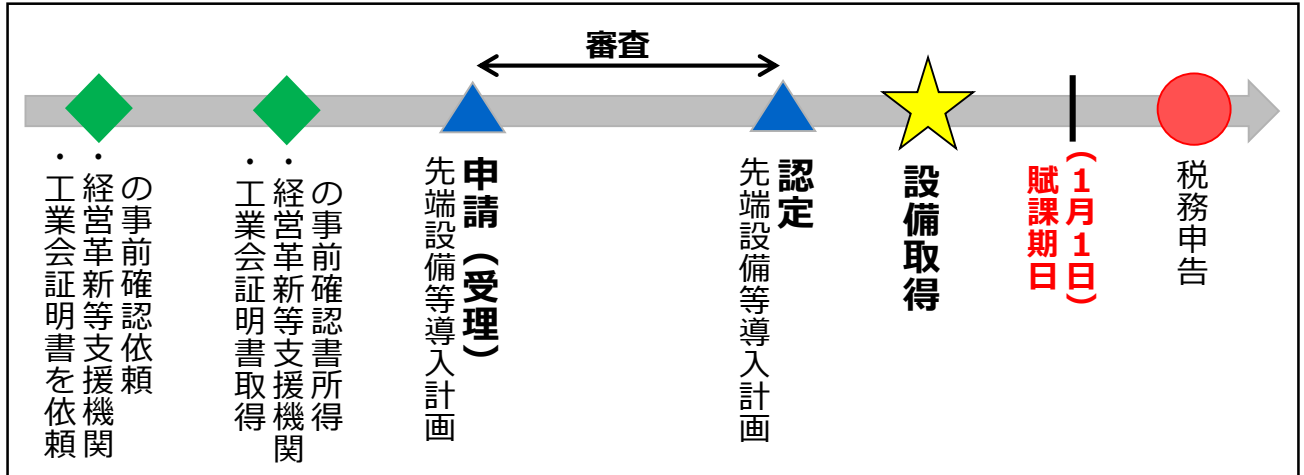 審査
・工業会証明書を依頼
・経営革新等支援機関
の事前確認依頼
・工業会証明書取得
・経営革新等支援機関
の事前確認書所得
先端設備等導入計画
申請（受理）
先端設備等導入計画
認定
設備取得
賦課期日
（1月1日）
税務申告